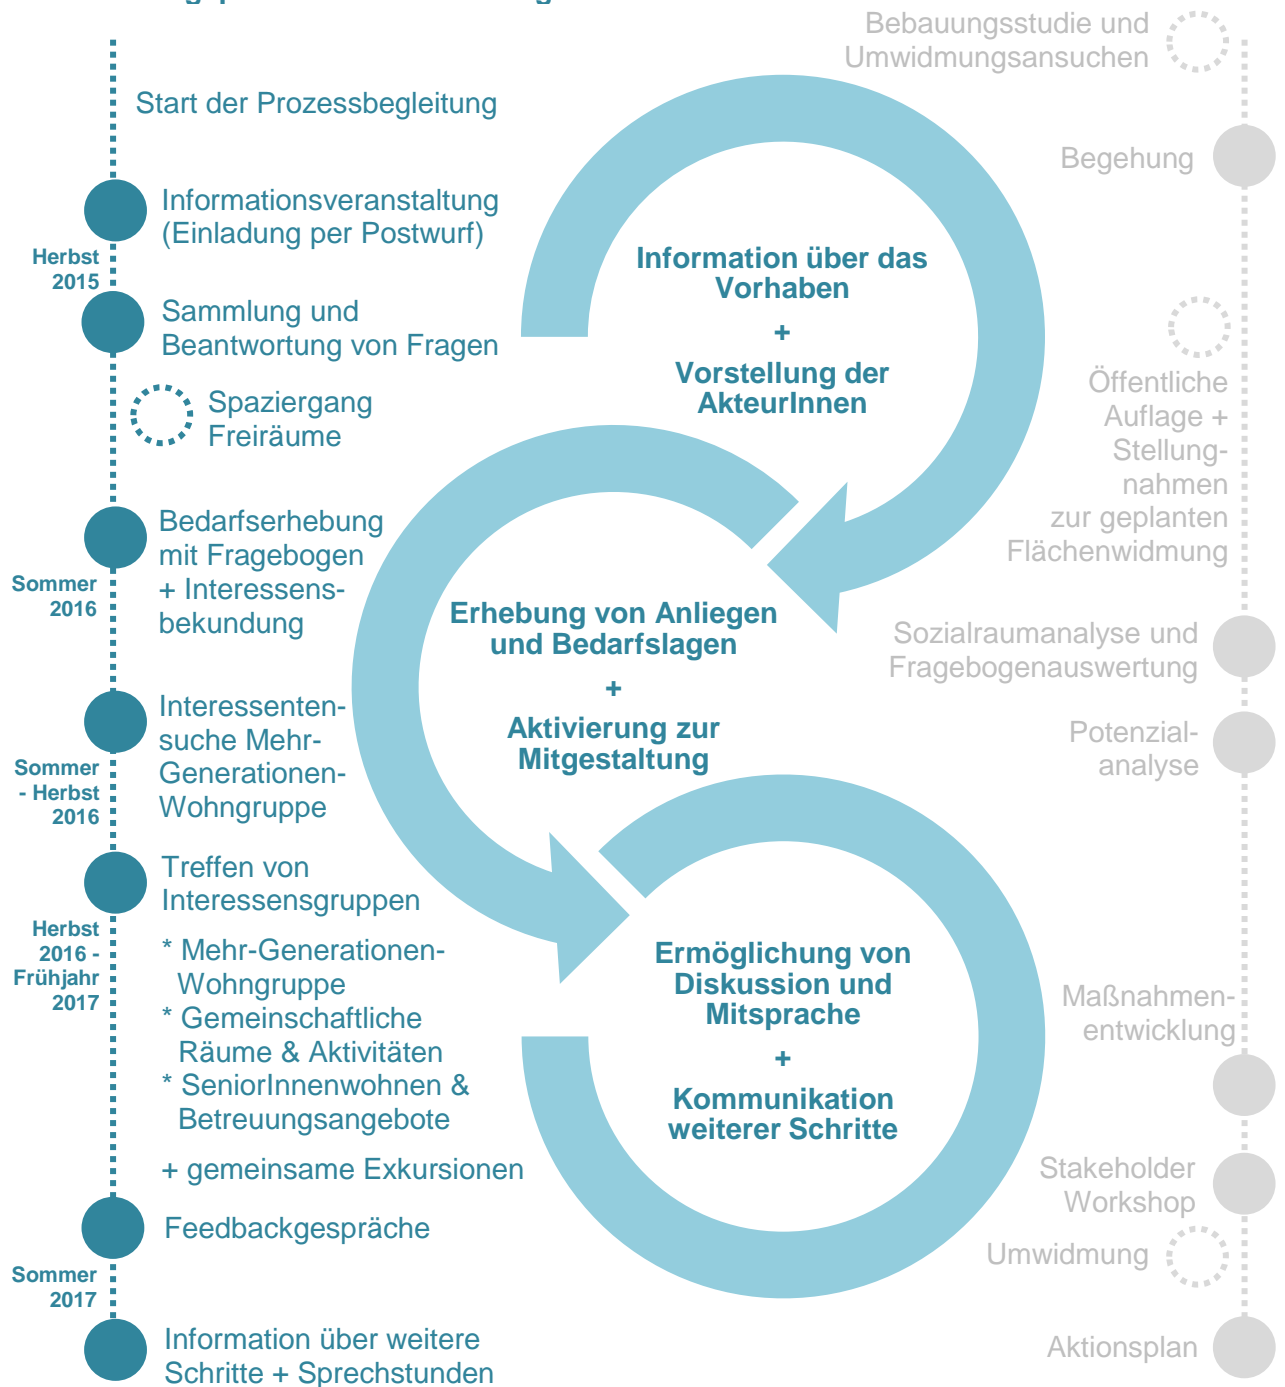 Start der Prozessbegleitung
Informationsveranstaltung
(Einladung per Postwurf)
Herbst
2015
Sammlung und
Beantwortung von Fragen
Spaziergang
Freiräume
Bedarfserhebung
mit Fragebogen
+ Interessens-
bekundung
Sommer
2016
Interessenten-
suche Mehr-
Generationen-
Wohngruppe
Sommer
- Herbst
2016
Treffen von
Interessensgruppen
Herbst
2016 -
Frühjahr
2017
* Mehr-Generationen-
Wohngruppe
* Gemeinschaftliche
Räume & Aktivitäten
* SeniorInnenwohnen &
Betreuungsangebote
+ gemeinsame Exkursionen
Feedbackgespräche
Sommer
2017
Information über weitere
Schritte + Sprechstunden
Information über das
Vorhaben
+
Vorstellung der
AkteurInnen
Erhebung von Anliegen
und Bedarfslagen
+
Aktivierung zur
Mitgestaltung
Ermöglichung von
Diskussion und
Mitsprache
+
Kommunikation
weiterer Schritte
Bebauungsstudie und
Umwidmungsansuchen
Begehung
Öffentliche
Auflage +
Stellung-
nahmen
zur geplanten
Flächenwidmung
Sozialraumanalyse und
Fragebogenauswertung
Potenzial-
analyse
Maßnahmen-
entwicklung
Stakeholder
Workshop
Umwidmung
Aktionsplan